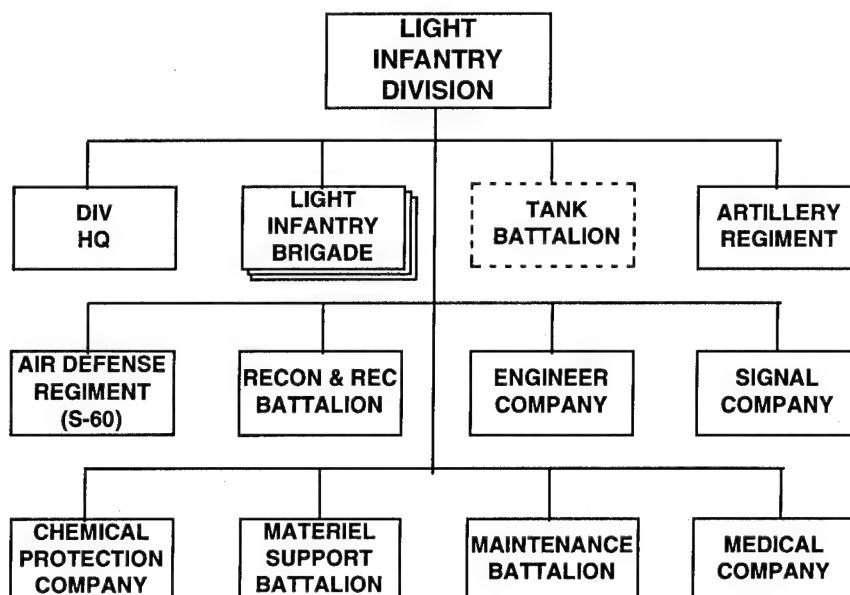 LIGHT
INFANTRY
DIVISION
DIV
HQ
LIGHT
INFANTRY
BRIGADE
TANK
BATTALION
ARTILLERY
REGIMENT
AIR DEFENSE
REGIMENT
(S-60)
RECON & REC
BATTALION
ENGINEER
COMPANY
SIGNAL
COMPANY
CHEMICAL
PROTECTION
COMPANY
MATERIEL
SUPPORT
BATTALION
MAINTENANCE
BATTALION
MEDICAL
COMPANY